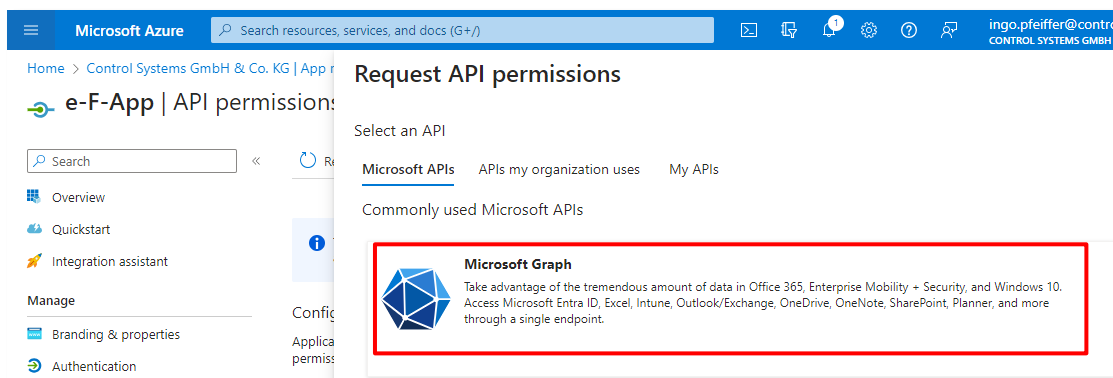 Microsoft Azure
Search resources, services, and docs (G+/)
1
ingo.pfeiffer@contro
CONTROL SYSTEMS GMBH
Home > Control Systems GmbH & Co. KG | App r
e-F-App | API permissions
Search
«
Re
Overview
Quickstart
Integration assistant
Manage
Branding & properties
Authentication
Config
Applica
permiss
Request API permissions
Select an API
Microsoft APIs
APIs my organization uses
My APIs
Commonly used Microsoft APIs
Microsoft Graph
Take advantage of the tremendous amount of data in Office 365, Enterprise Mobility + Security, and Windows 10.
Access Microsoft Entra ID, Excel, Intune, Outlook/Exchange, OneDrive, OneNote, SharePoint, Planner, and more
through a single endpoint.